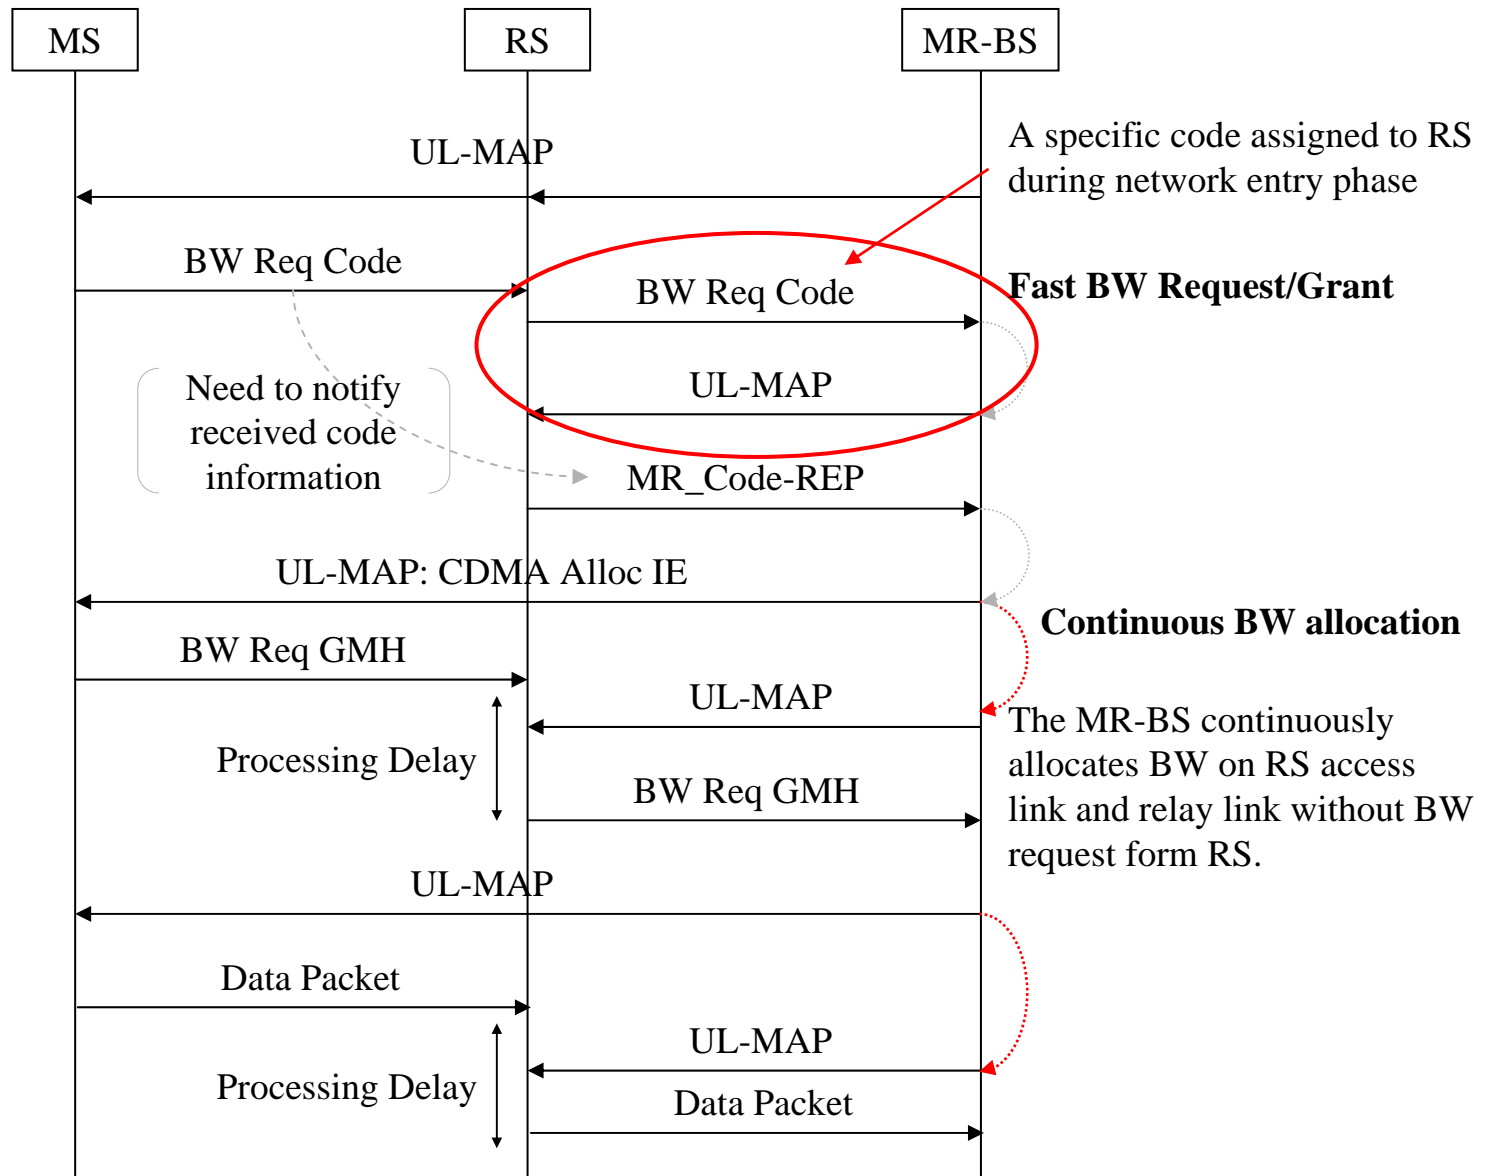 MS
RS
MR-BS
A specific code assigned to RS
during network entry phase
UL-MAP
BW Req Code
BW Req Code
Fast BW Request/Grant
UL-MAP
Need to notify
received code
information
MR_Code-REP
UL-MAP: CDMA Alloc IE
Continuous BW allocation
BW Req GMH
UL-MAP
The MR-BS continuously
allocates BW on RS access
link and relay link without BW
request form RS.
Processing Delay
BW Req GMH
UL-MAP
Data Packet
UL-MAP
Processing Delay
Data Packet